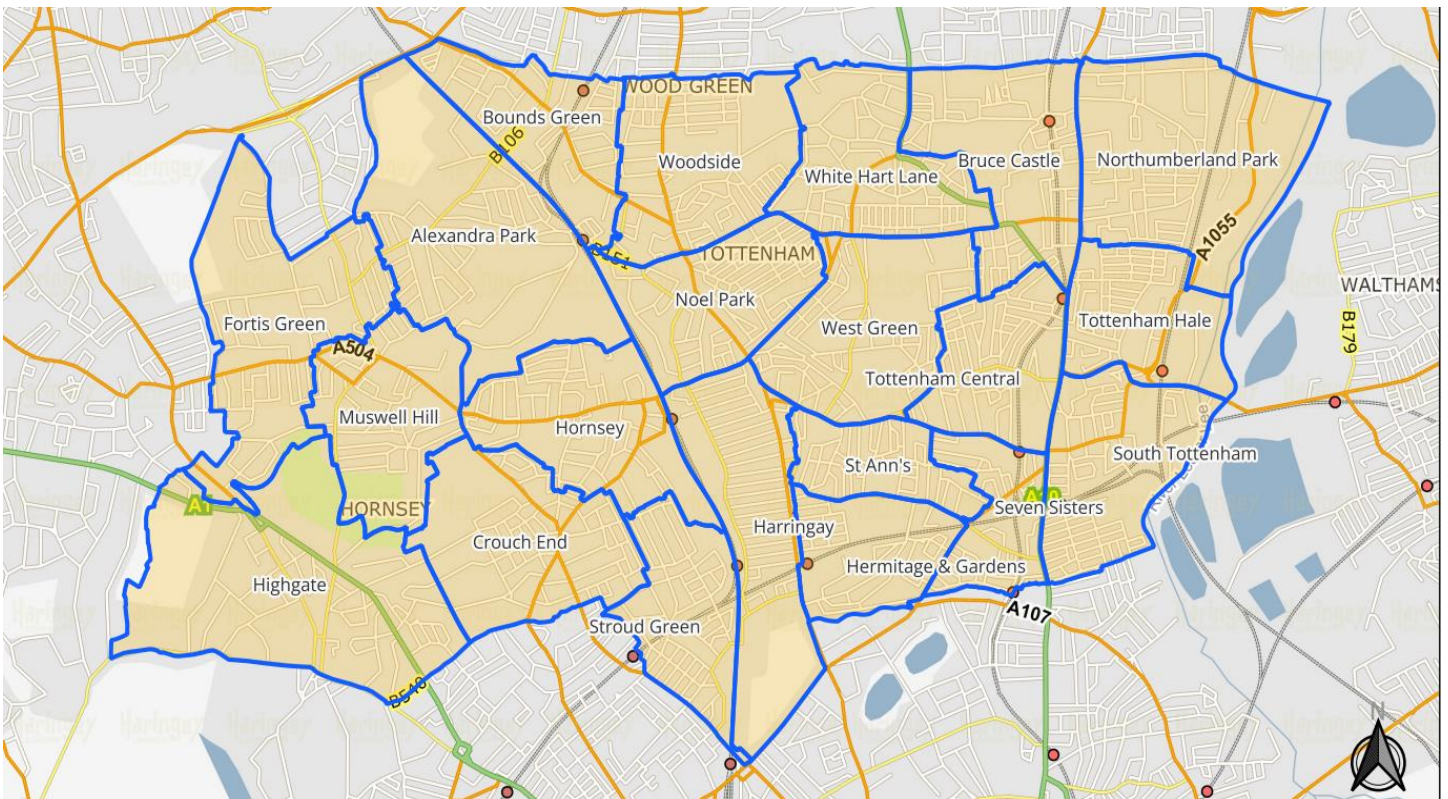 WOOD GREEN
Bounds Green
B106
Woodside
White Hart Lane
Bruce Castle
Northumberland Park
Alexandra Park
B151
TOTTENHAM
A1055
Noel Park
WALTHAMS
Fortis Green
West Green
Tottenham Hale
B179
A504
Tottenham Central
Muswell Hill
Hornsey
St Ann's
South Tottenham
A1
HORNSEY
A10
Seven Sisters
Harringay
Crouch End
Highgate
Hermitage & Gardens
A107
Stroud Green
B540
N